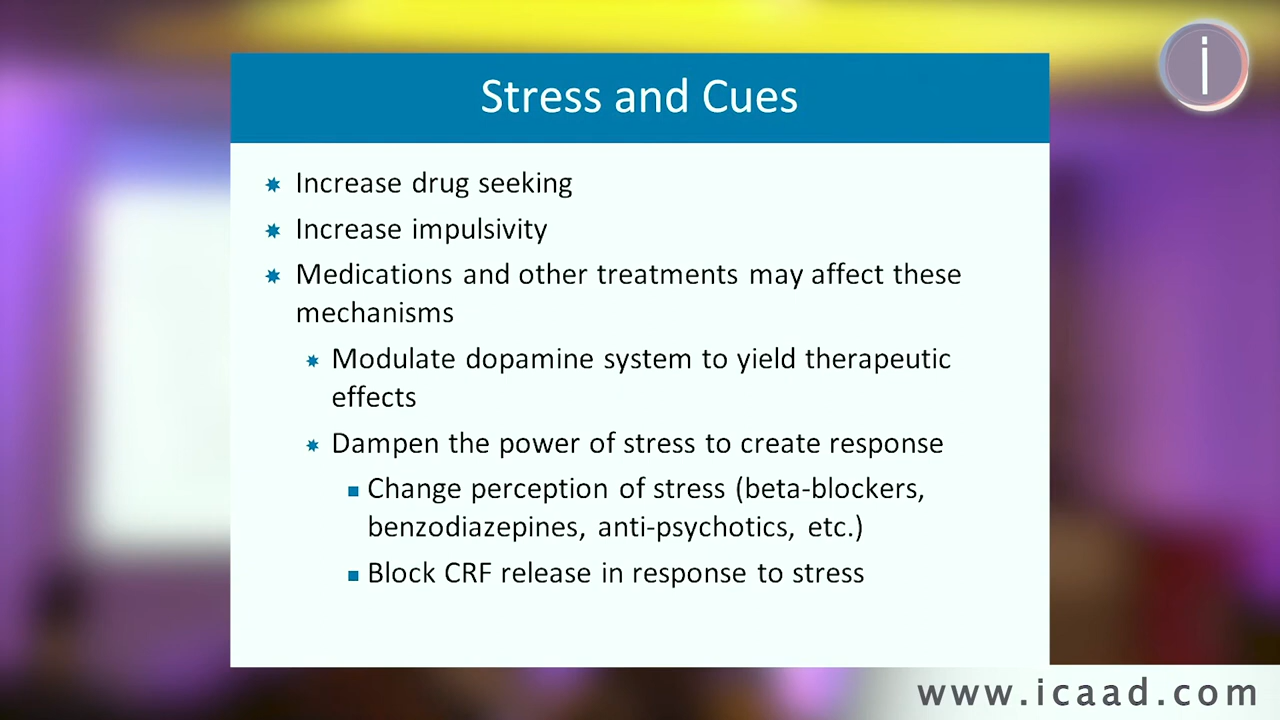 i
Stress and Cues
Increase drug seeking
Increase impulsivity
Medications and other treatments may affect these
mechanisms
Modulate dopamine system to yield therapeutic
effects
Dampen the power of stress to create response
Change perception of stress (beta-blockers,
benzodiazepines, anti-psychotics, etc.)
Block CRF release in response to stress
www.icaad.com